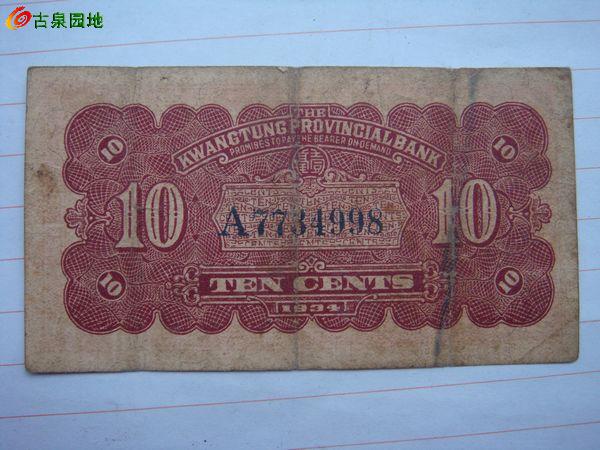 古泉园地
THE
KWANGTUNG PROVINCIAL BANK
PROMISES TO PAY THE BEARER ON DEMAND
10
10
10
A7734998
10
TEN CENTS
10
10
1934